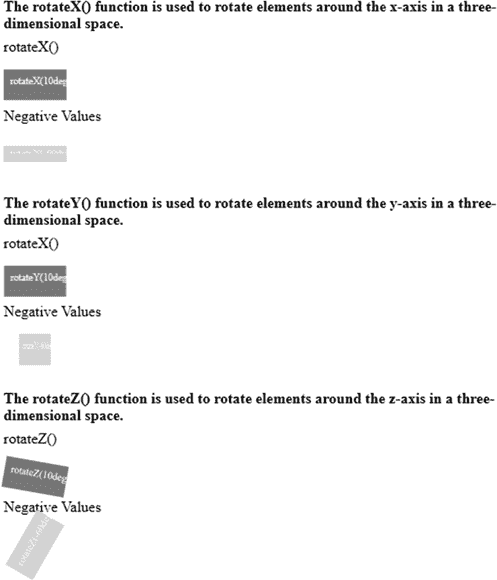 The rotateX() function is used to rotate elements around the x-axis in a three-
dimensional space.
rotateX()
rotateX(10deg
Negative Values
The rotateY() function is used to rotate elements around the y-axis in a three-
dimensional space.
rotateX()
rotateY(10deg
Negative Values
The rotateZ() function is used to rotate elements around the z-axis in a three-
dimensional space.
rotateZ()
rotateZ(10deg
Negative Values